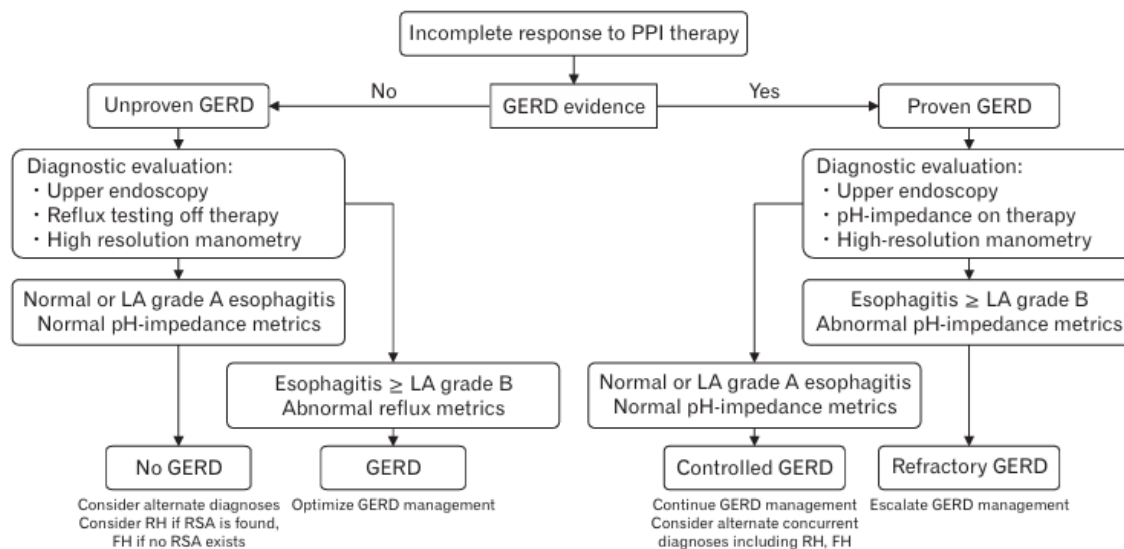 Incomplete response to PPI therapy
No
Yes
Unproven GERD
GERD evidence
Proven GERD
Diagnostic evaluation:
・Upper endoscopy
・Reflux testing off therapy
・High resolution manometry
Diagnostic evaluation:
・Upper endoscopy
・pH-impedance on therapy
・High-resolution manometry
Normal or LA grade A esophagitis
Normal pH-impedance metrics
Esophagitis ≥ LA grade B
Abnormal pH-impedance metrics
Esophagitis ≥ LA grade B
Abnormal reflux metrics
Normal or LA grade A esophagitis
Normal pH-impedance metrics
No GERD
Consider alternate diagnoses
Consider RH if RSA is found,
FH if no RSA exists
GERD
Optimize GERD management
Controlled GERD
Continue GERD management
Consider alternate concurrent
diagnoses including RH, FH
Refractory GERD
Escalate GERD management